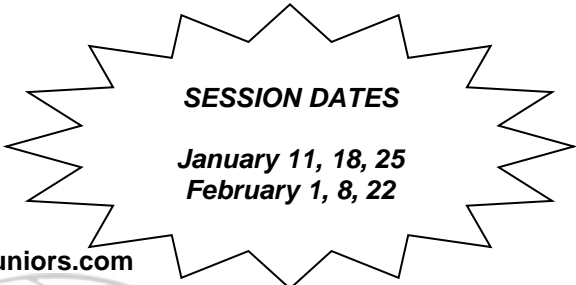 SESSION DATES
January 11, 18, 25
February 1, 8, 22
uniors.com